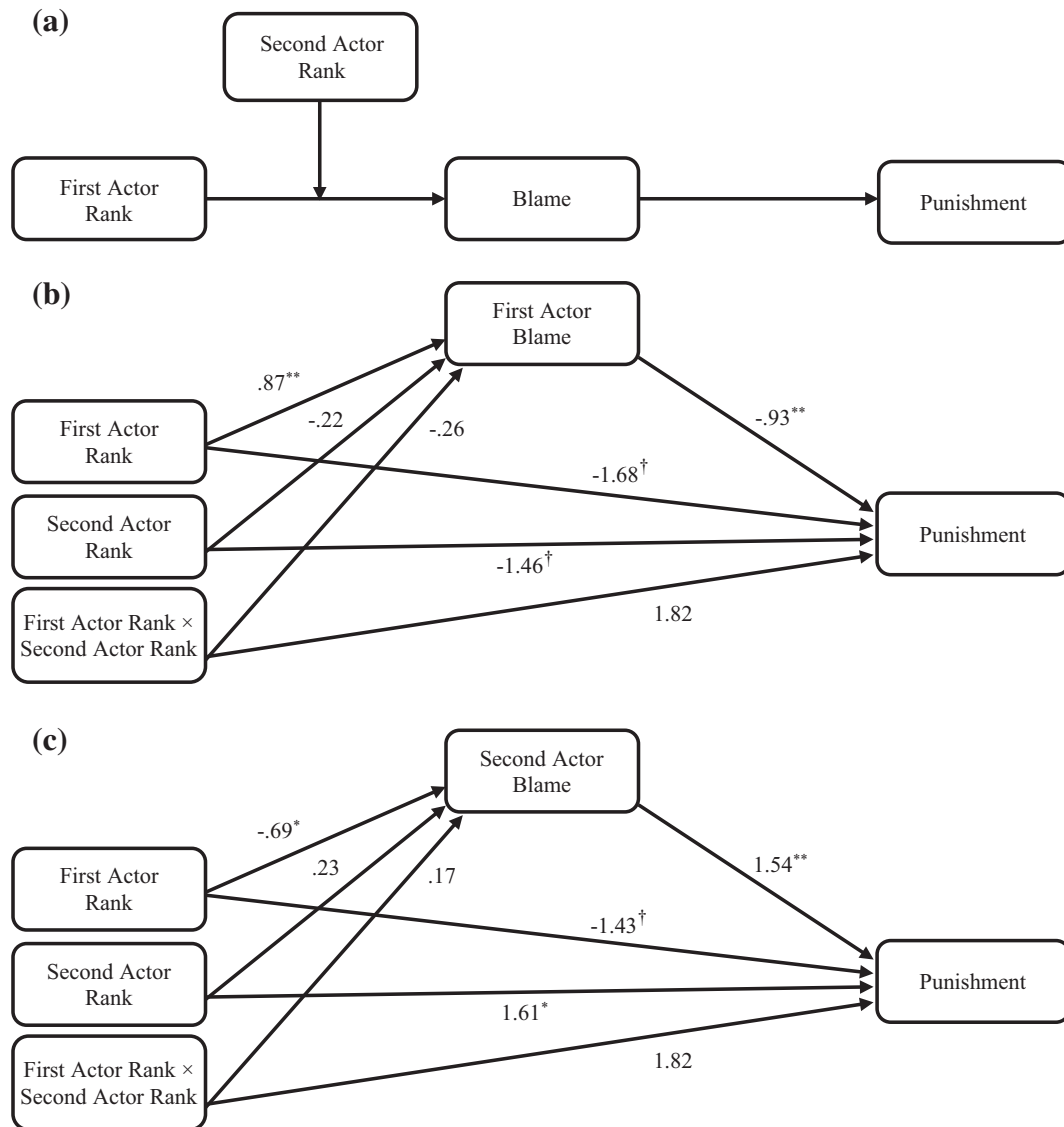 (a)
Second Actor
Rank
First Actor
Rank
Blame
Punishment
(b)
First Actor
Blame
.87**
-.22
-.26
-.93**
First Actor
Rank
-1.68†
Second Actor
Rank
Punishment
-1.46†
First Actor Rank ×
Second Actor Rank
1.82
(c)
Second Actor
Blame
-.69*
.23
.17
1.54**
First Actor
Rank
-1.43†
Second Actor
Rank
Punishment
1.61*
First Actor Rank ×
Second Actor Rank
1.82